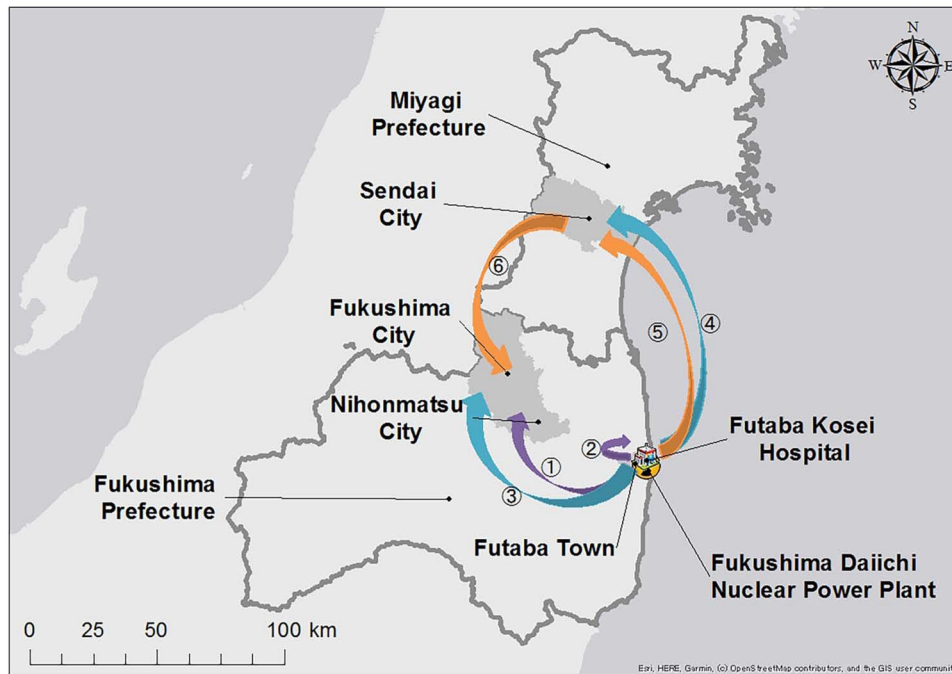 N
W
E
S
Miyagi
Prefecture
Sendai
City
⑥
Fukushima
City
⑤
④
Nihonmatsu
City
②
Futaba Kosei
Hospital
①
③
Fukushima
Prefecture
Futaba Town
Fukushima Daiichi
Nuclear Power Plant
0 25 50 100 km
Esri, HERE, Garmin, (c) OpenStreetMap contributors, and the GIS user communit